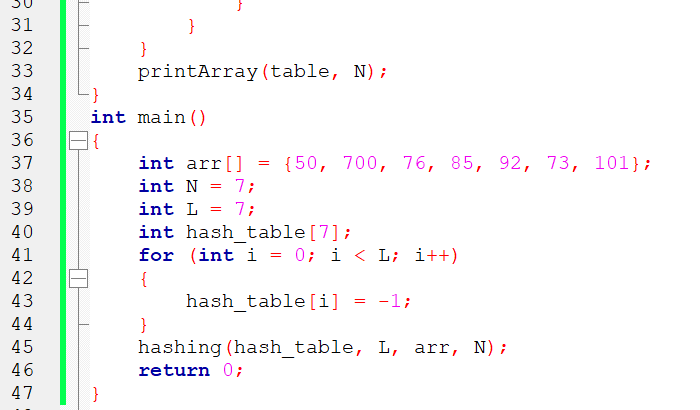 30 }
31 }
32 }
33 printArray(table, N);
34 }
35 int main()
36 {
37 int arr[] = {50, 700, 76, 85, 92, 73, 101};
38 int N = 7;
39 int L = 7;
40 int hash_table[7];
41 for (int i = 0; i < L; i++)
42 {
43 hash_table[i] = -1;
44 }
45 hashing(hash_table, L, arr, N);
46 return 0;
47 }